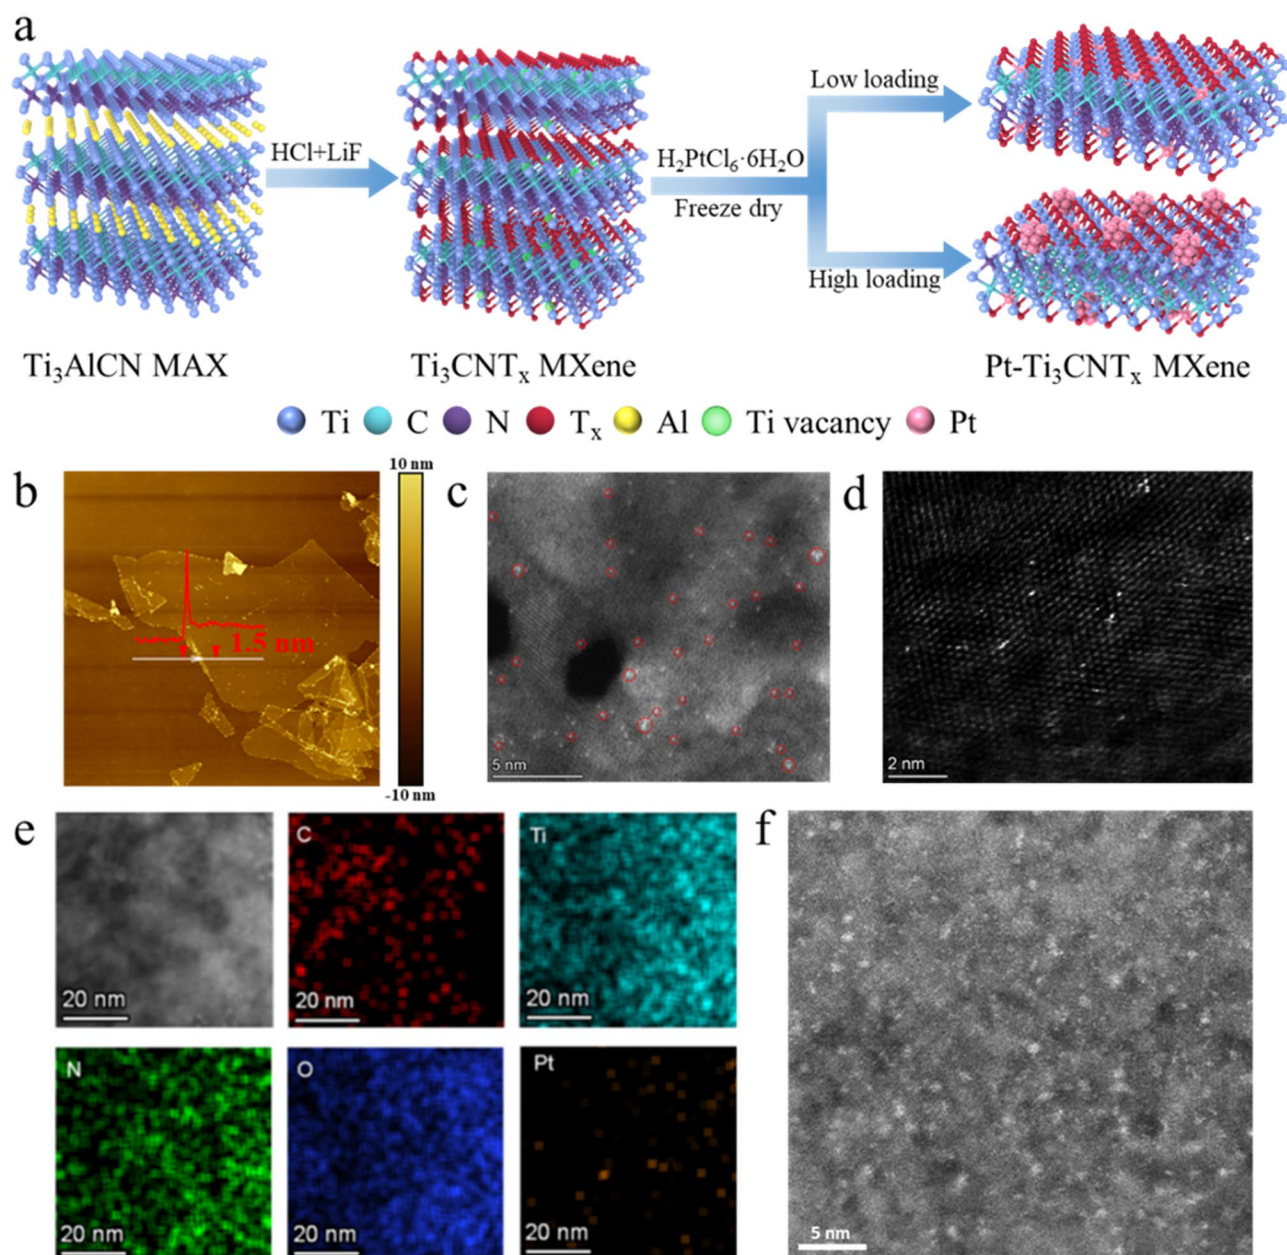 a
HCl+LiF
H₂PtCl₆·6H₂O
Freeze dry
Low loading
High loading
Ti₃AlCN MAX
Ti₃CNTₓ MXene
Pt-Ti₃CNTₓ MXene
Ti C N Tₓ Al Ti vacancy Pt
b
1.5 nm
10 nm
-10 nm
c
5 nm
d
2 nm
e
20 nm
C
20 nm
Ti
20 nm
N
20 nm
O
20 nm
Pt
20 nm
f
5 nm